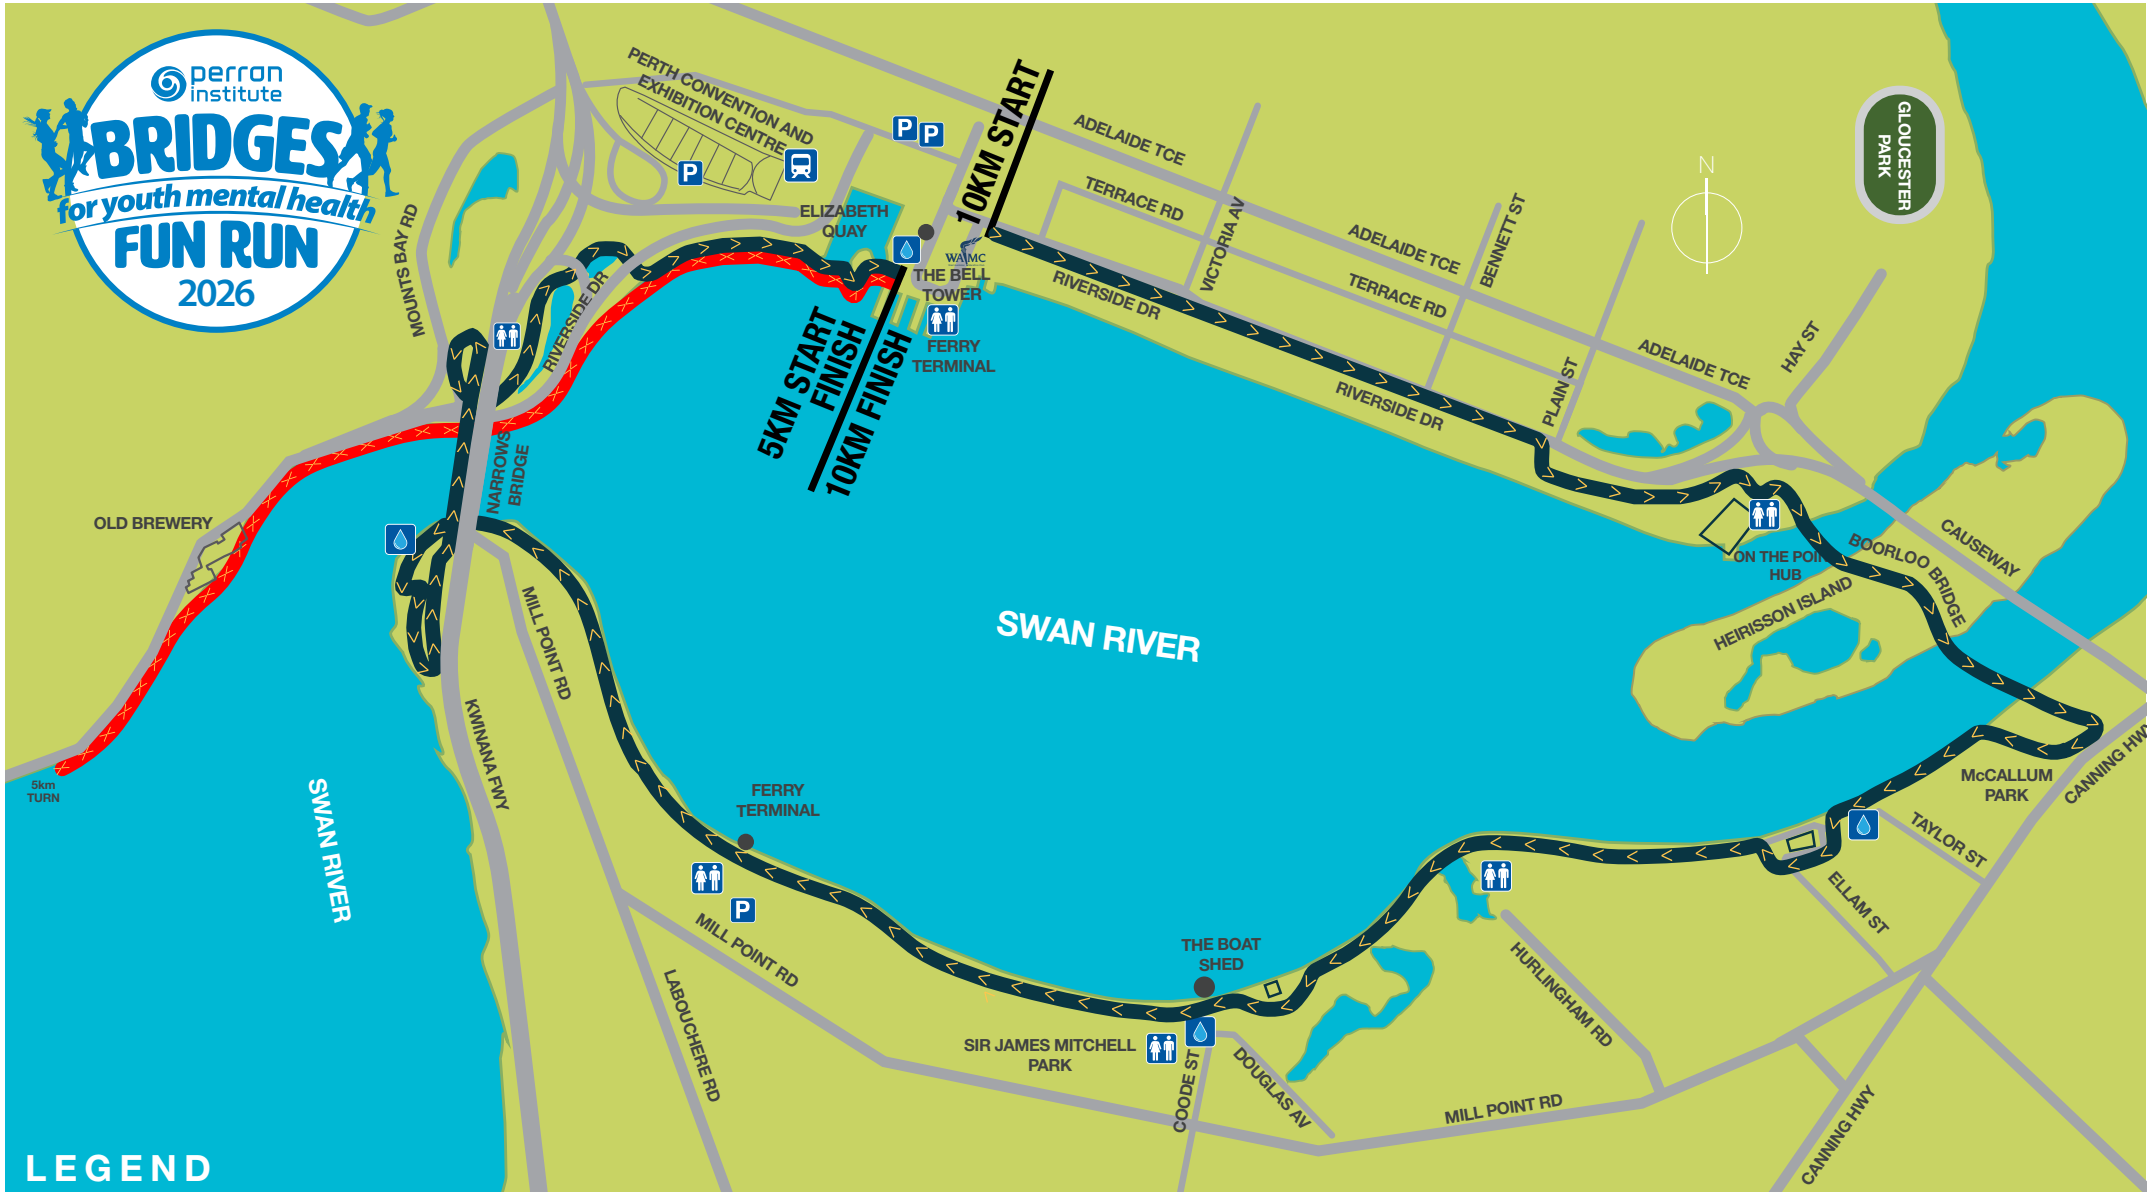 perron
institute
BRIDGES
for youth mental health
FUN RUN
2026
PERTH CONVENTION AND
EXHIBITION CENTRE
P
P
P
10KM START
ADELAIDE TCE
TERRACE RD
VICTORIA AV
ADELAIDE TCE
BENNETT ST
TERRACE RD
ADELAIDE TCE
HAY ST
PLAIN ST
GLOUCESTER
PARK
N
MOUNTS BAY RD
ELIZABETH
QUAY
WAMC
THE BELL
TOWER
FERRY
TERMINAL
RIVERSIDE DR
RIVERSIDE DR
RIVERSIDE DR
5KM START
FINISH
10KM FINISH
NARROWS
BRIDGE
OLD BREWERY
CAUSEWAY
BOORLOO BRIDGE
ON THE POIN
HUB
HEIRISSON ISLAND
SWAN RIVER
MILL POINT RD
KWINANA FWY
5km
TURN
SWAN RIVER
FERRY
TERMINAL
P
MILL POINT RD
LABOUCHERE RD
McCALLUM
PARK
CANNING HWY
TAYLOR ST
ELLAM ST
HURLINGHAM RD
THE BOAT
SHED
SIR JAMES MITCHELL
PARK
COODE ST
DOUGLAS AV
MILL POINT RD
CANNING HWY
LEGEND